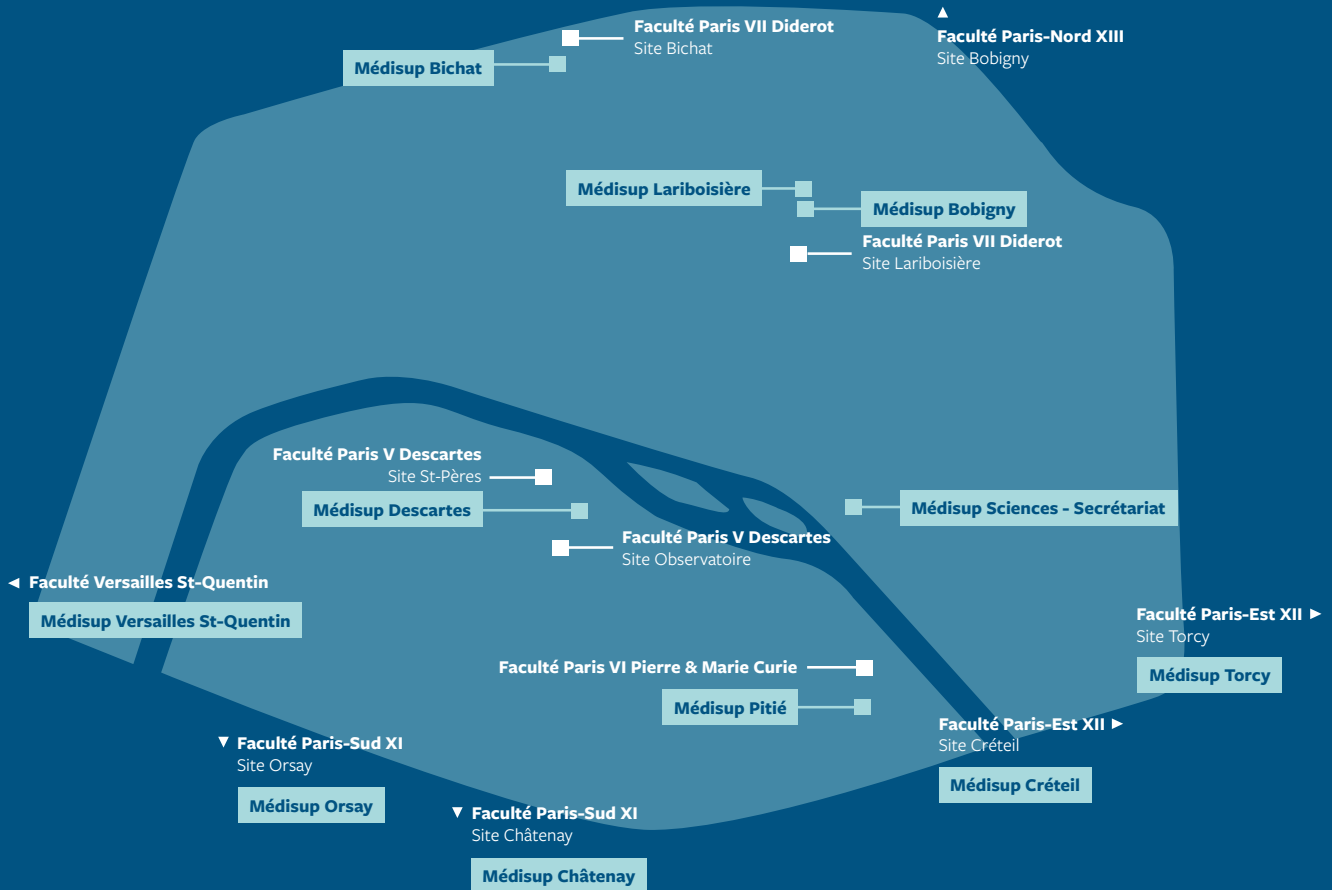 Faculté Paris VII Diderot
Site Bichat
Médisup Bichat
Faculté Paris-Nord XIII
Site Bobigny
Médisup Lariboisière
Médisup Bobigny
Faculté Paris VII Diderot
Site Lariboisière
Faculté Paris V Descartes
Site St-Pères
Médisup Descartes
Médisup Sciences - Secrétariat
Faculté Paris V Descartes
Site Observatoire
Faculté Versailles St-Quentin
Médisup Versailles St-Quentin
Faculté Paris-Est XII
Site Torcy
Médisup Torcy
Faculté Paris VI Pierre & Marie Curie
Médisup Pitié
Faculté Paris-Est XII
Site Créteil
Médisup Créteil
Faculté Paris-Sud XI
Site Orsay
Médisup Orsay
Faculté Paris-Sud XI
Site Châtenay
Médisup Châtenay